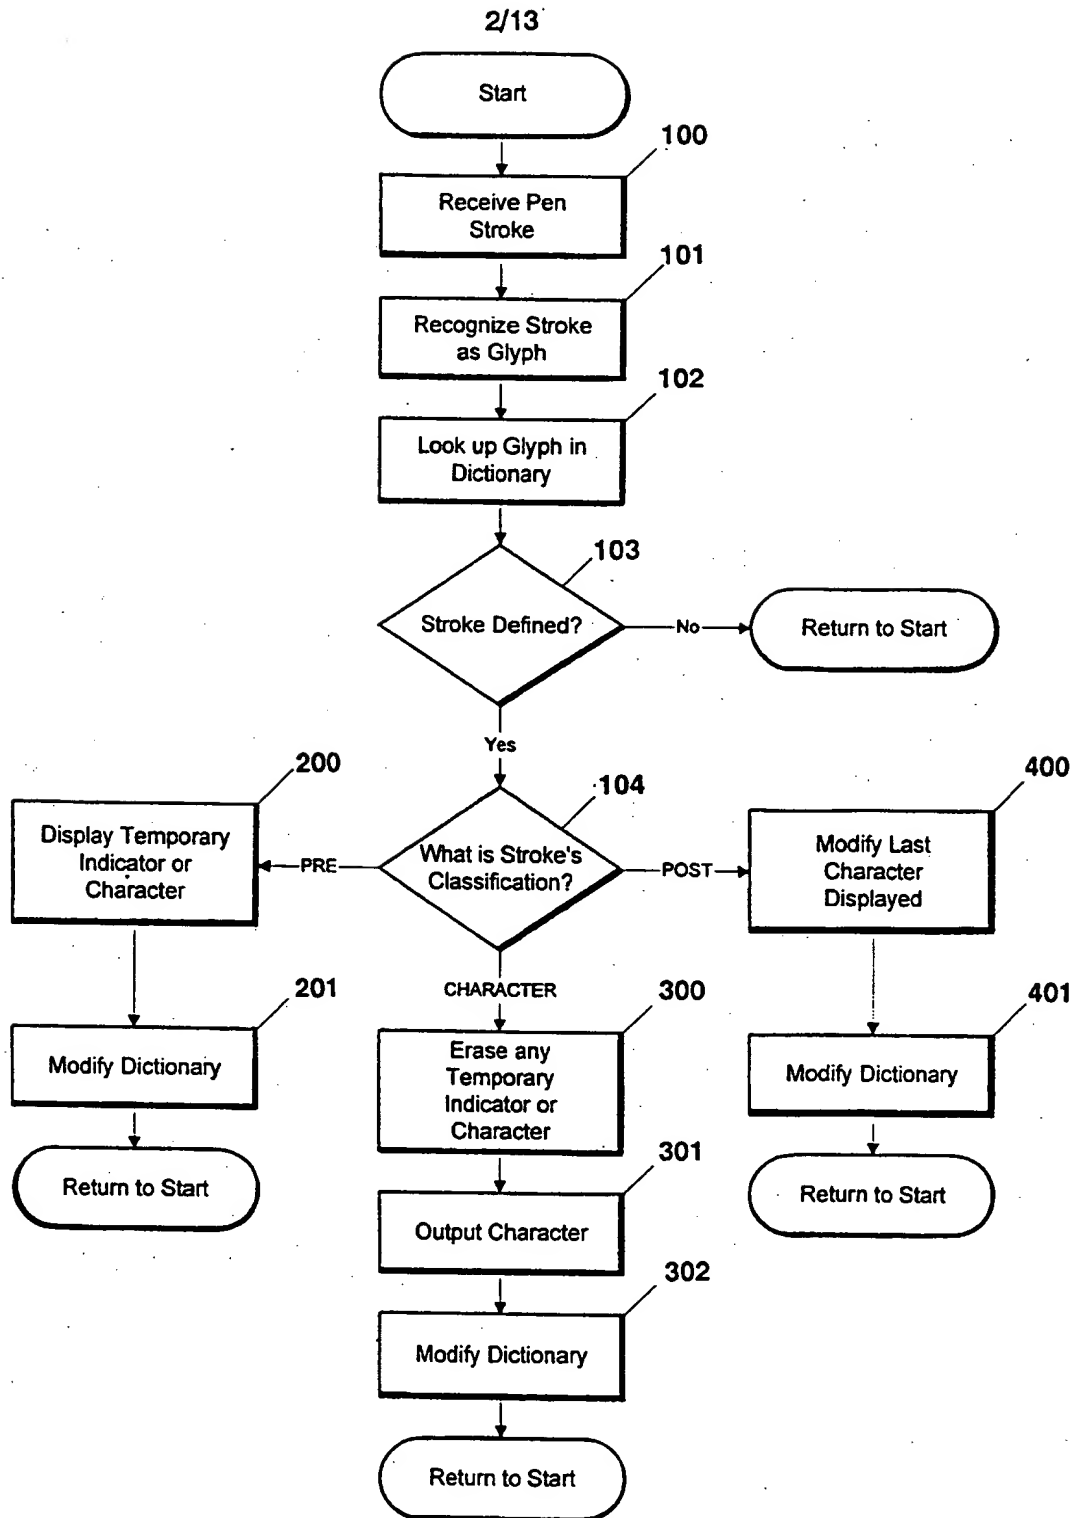 2/13
Start
100
Receive Pen
Stroke
101
Recognize Stroke
as Glyph
102
Look up Glyph in
Dictionary
103
Stroke Defined?
No
Return to Start
Yes
200
Display Temporary
Indicator or
Character
PRE
104
What is Stroke's
Classification?
POST
400
Modify Last
Character
Displayed
201
Modify Dictionary
Return to Start
CHARACTER
300
Erase any
Temporary
Indicator or
Character
401
Modify Dictionary
Return to Start
301
Output Character
302
Modify Dictionary
Return to Start